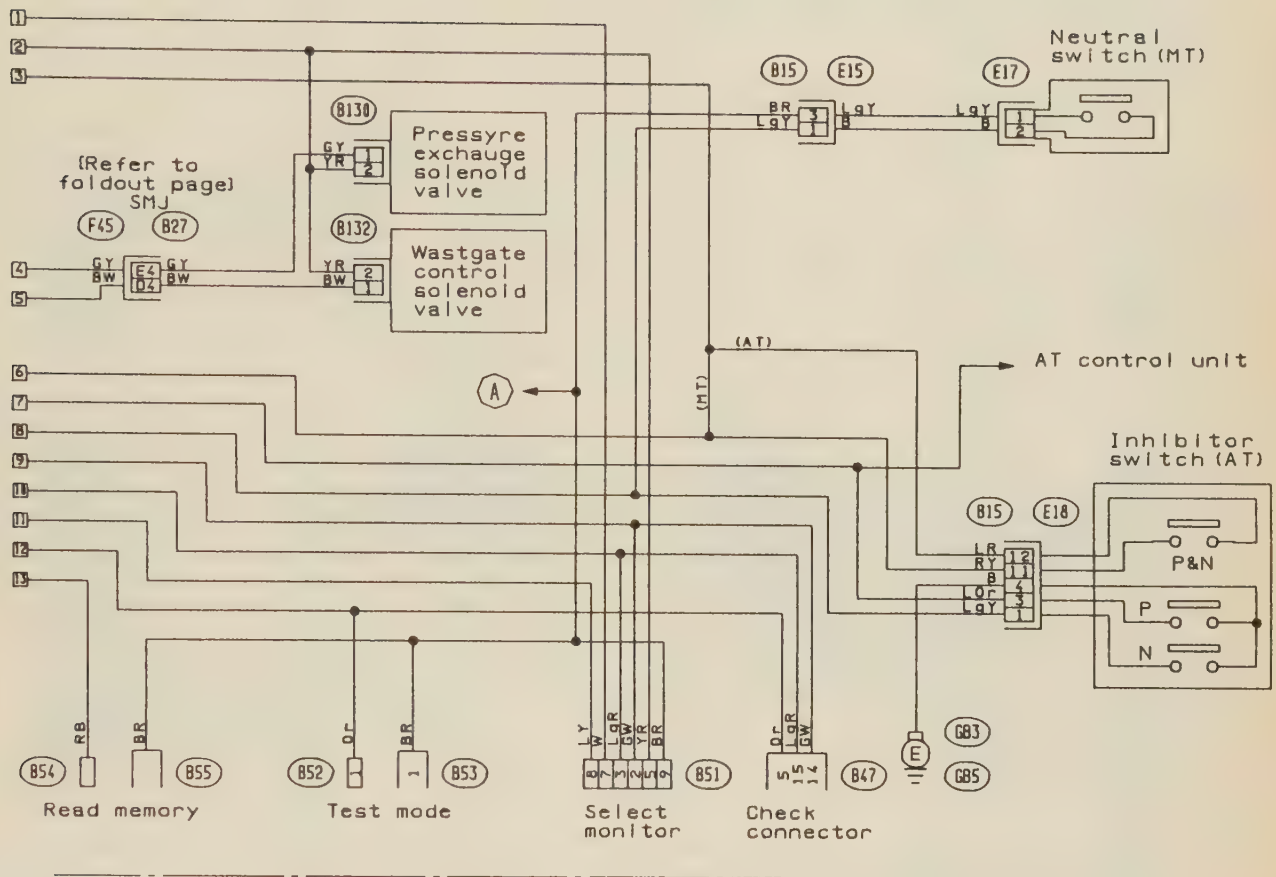 1
2
3
4
5
6
7
8
9
10
11
12
13
Neutral
switch (MT)
B15
E15
E17
BR
LgY
3
1
LgY
B
LgY
B
1
2
B130
GY
YR
1
2
Pressyre
exchauge
solenoid
valve
(Refer to
foldout page)
SMJ
F45
B27
GY
BW
E4
D4
GY
BW
B132
YR
BW
2
1
Wastgate
control
solenoid
valve
(AT)
(MT)
A
AT control unit
Inhibitor
switch (AT)
B15
E18
LR
RY
B
LOr
LgY
12
11
4
3
1
P&N
P
N
RB
BR
Or
BR
LY
W
LgR
GW
YR
BR
Or
LgR
GW
B54
B55
B52
1
1
B53
8
7
3
2
5
9
B51
5
15
14
B47
E
GB3
GB5
Read memory
Test mode
Select
monitor
Check
connector